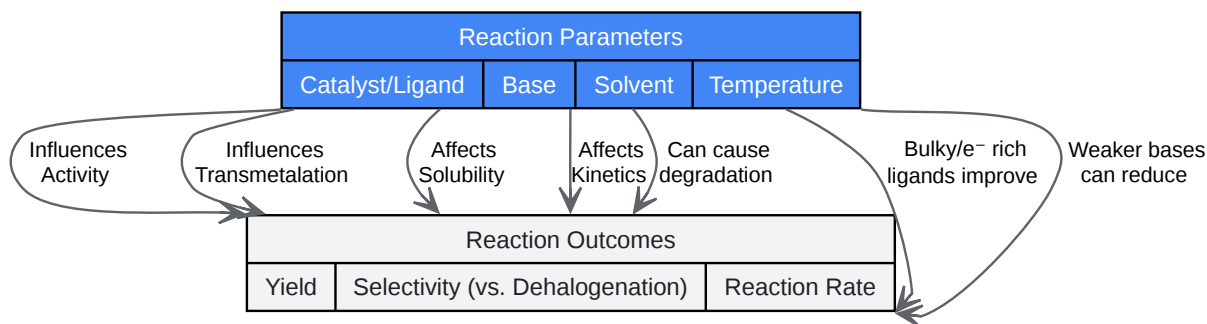 Reaction Parameters
Catalyst/Ligand Base Solvent Temperature
Influences
Activity
Influences
Transmetalation
Affects
Solubility
Affects
Kinetics
Can cause
degradation
Bulky/e⁻ rich
ligands improve
Weaker bases
can reduce
Reaction Outcomes
Yield Selectivity (vs. Dehalogenation) Reaction Rate